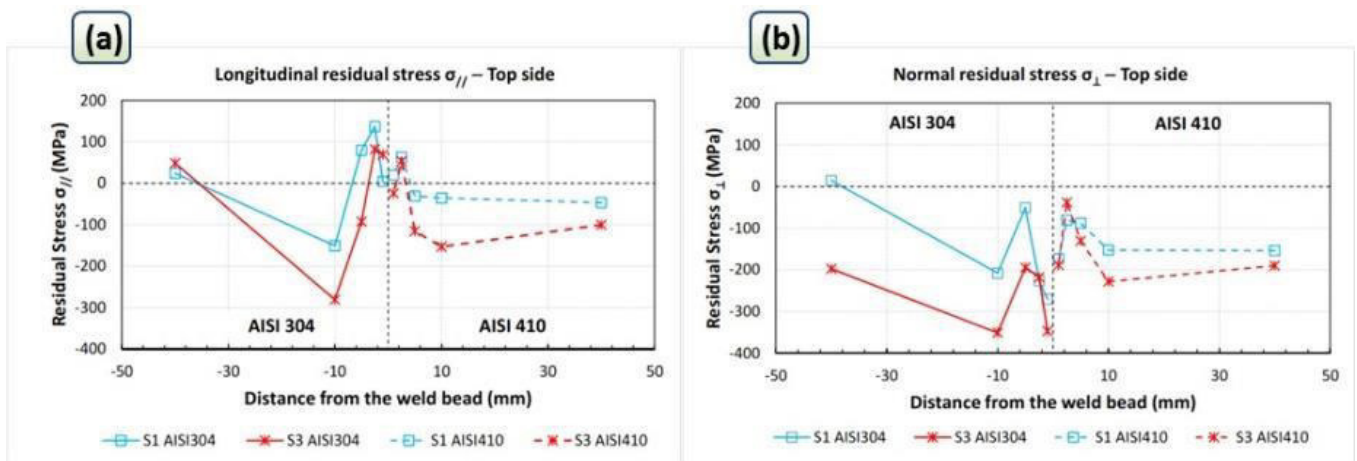 (a)
Longitudinal residual stress σ// – Top side
Residual Stress σ// (MPa)
200
100
0
-100
-200
-300
-400
AISI 304
AISI 410
-50
-30
-10
10
30
50
Distance from the weld bead (mm)
S1 AISI304
S3 AISI304
S1 AISI410
S3 AISI410
(b)
Normal residual stress σ⊥ – Top side
Residual Stress σ⊥ (MPa)
200
100
0
-100
-200
-300
-400
AISI 304
AISI 410
-50
-30
-10
10
30
50
Distance from the weld bead (mm)
S1 AISI304
S3 AISI304
S1 AISI410
S3 AISI410